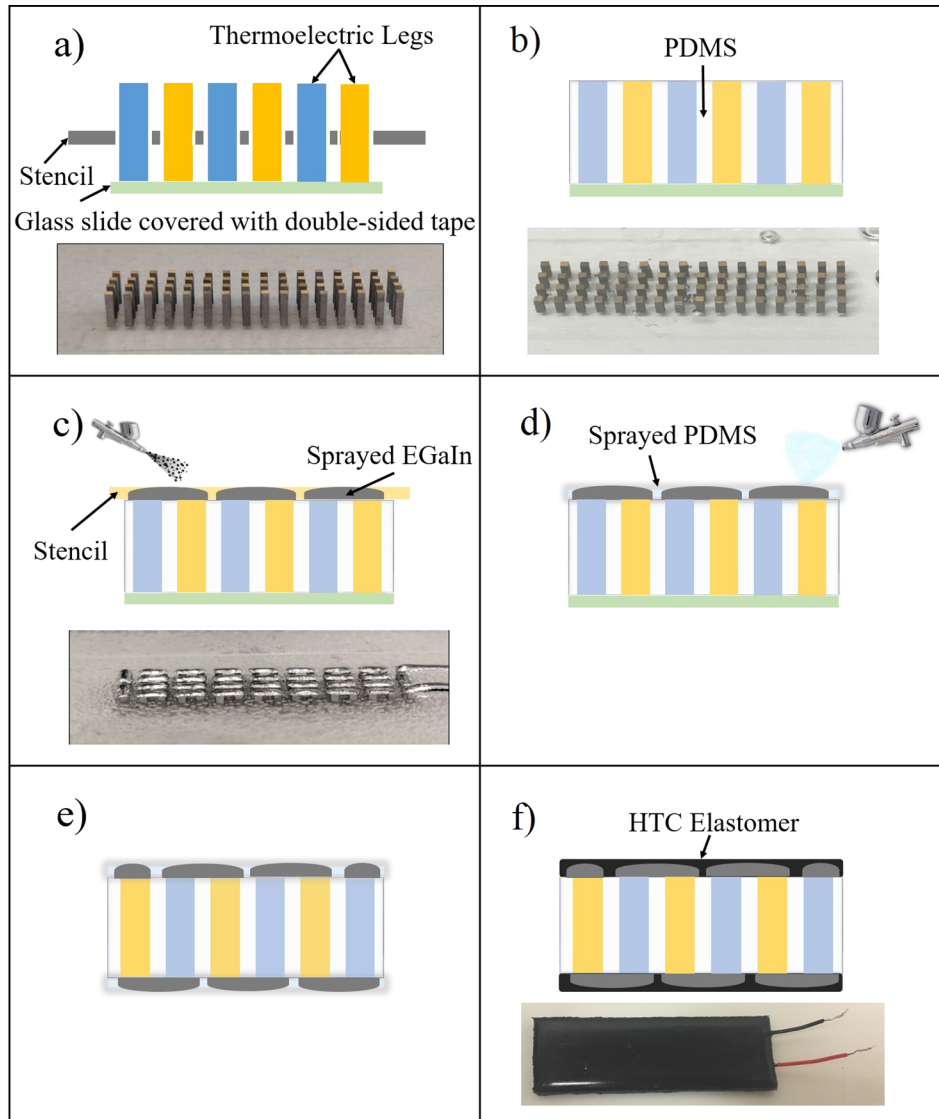 a)
Thermoelectric Legs
Stencil
Glass slide covered with double-sided tape
b)
PDMS
c)
Sprayed EGaIn
Stencil
d)
Sprayed PDMS
e)
f)
HTC Elastomer